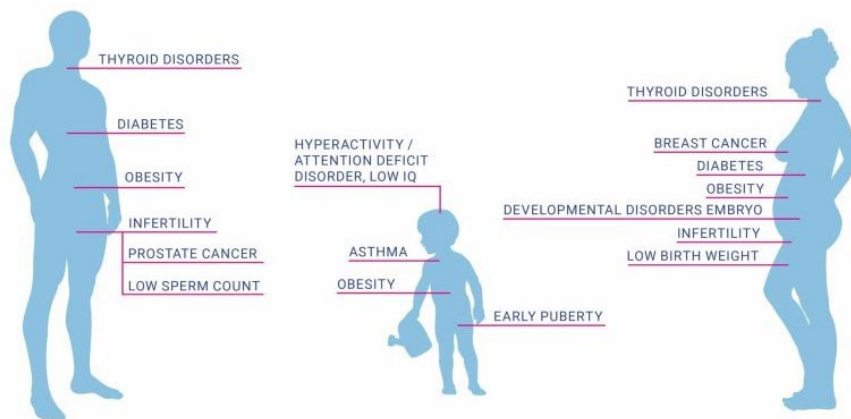 THYROID DISORDERS
DIABETES
OBESITY
INFERTILITY
PROSTATE CANCER
LOW SPERM COUNT
HYPERACTIVITY /
ATTENTION DEFICIT
DISORDER, LOW IQ
ASTHMA
OBESITY
EARLY PUBERTY
THYROID DISORDERS
BREAST CANCER
DIABETES
OBESITY
DEVELOPMENTAL DISORDERS EMBRYO
INFERTILITY
LOW BIRTH WEIGHT